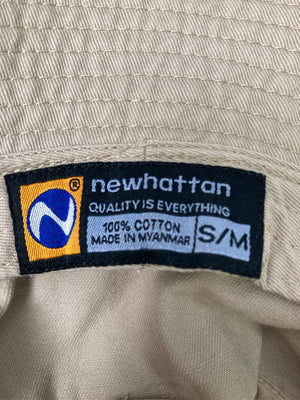 newhattan
®
QUALITY IS EVERYTHING
100% COTTON
MADE IN MYANMAR
S/M